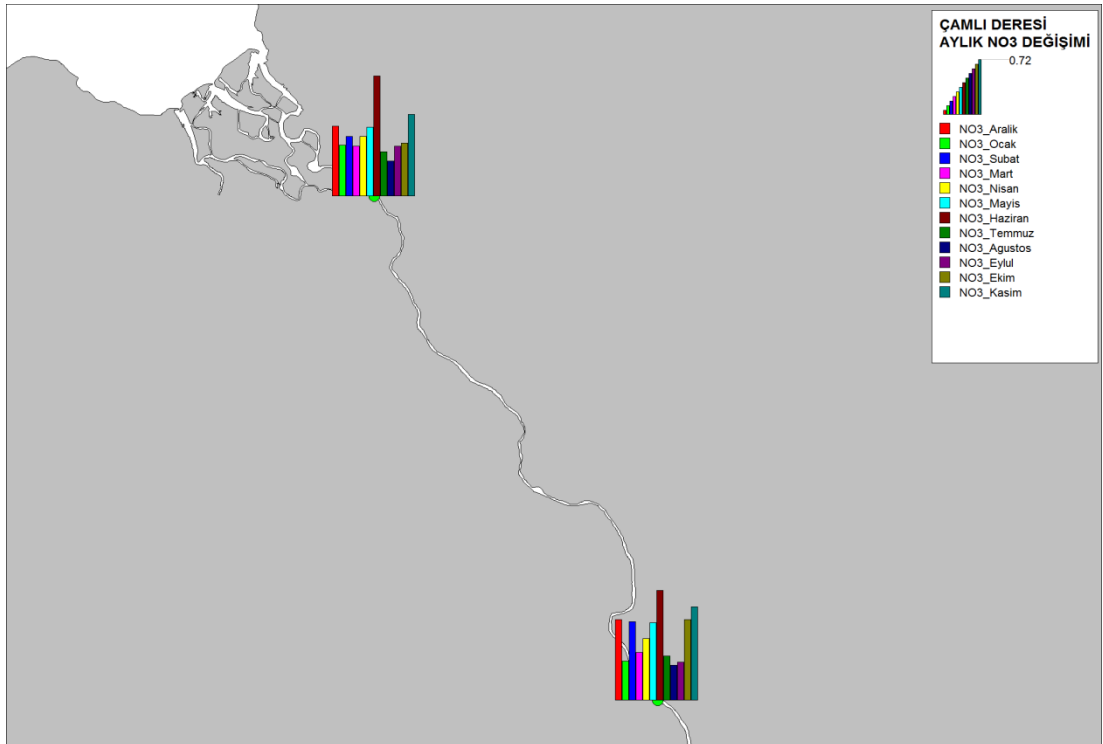 ÇAMLI DERESİ
AYLIK NO3 DEĞİŞİMİ
0.72
NO3_Aralik
NO3_Ocak
NO3_Subat
NO3_Mart
NO3_Nisan
NO3_Mayis
NO3_Haziran
NO3_Temmuz
NO3_Agustos
NO3_Eylul
NO3_Ekim
NO3_Kasim